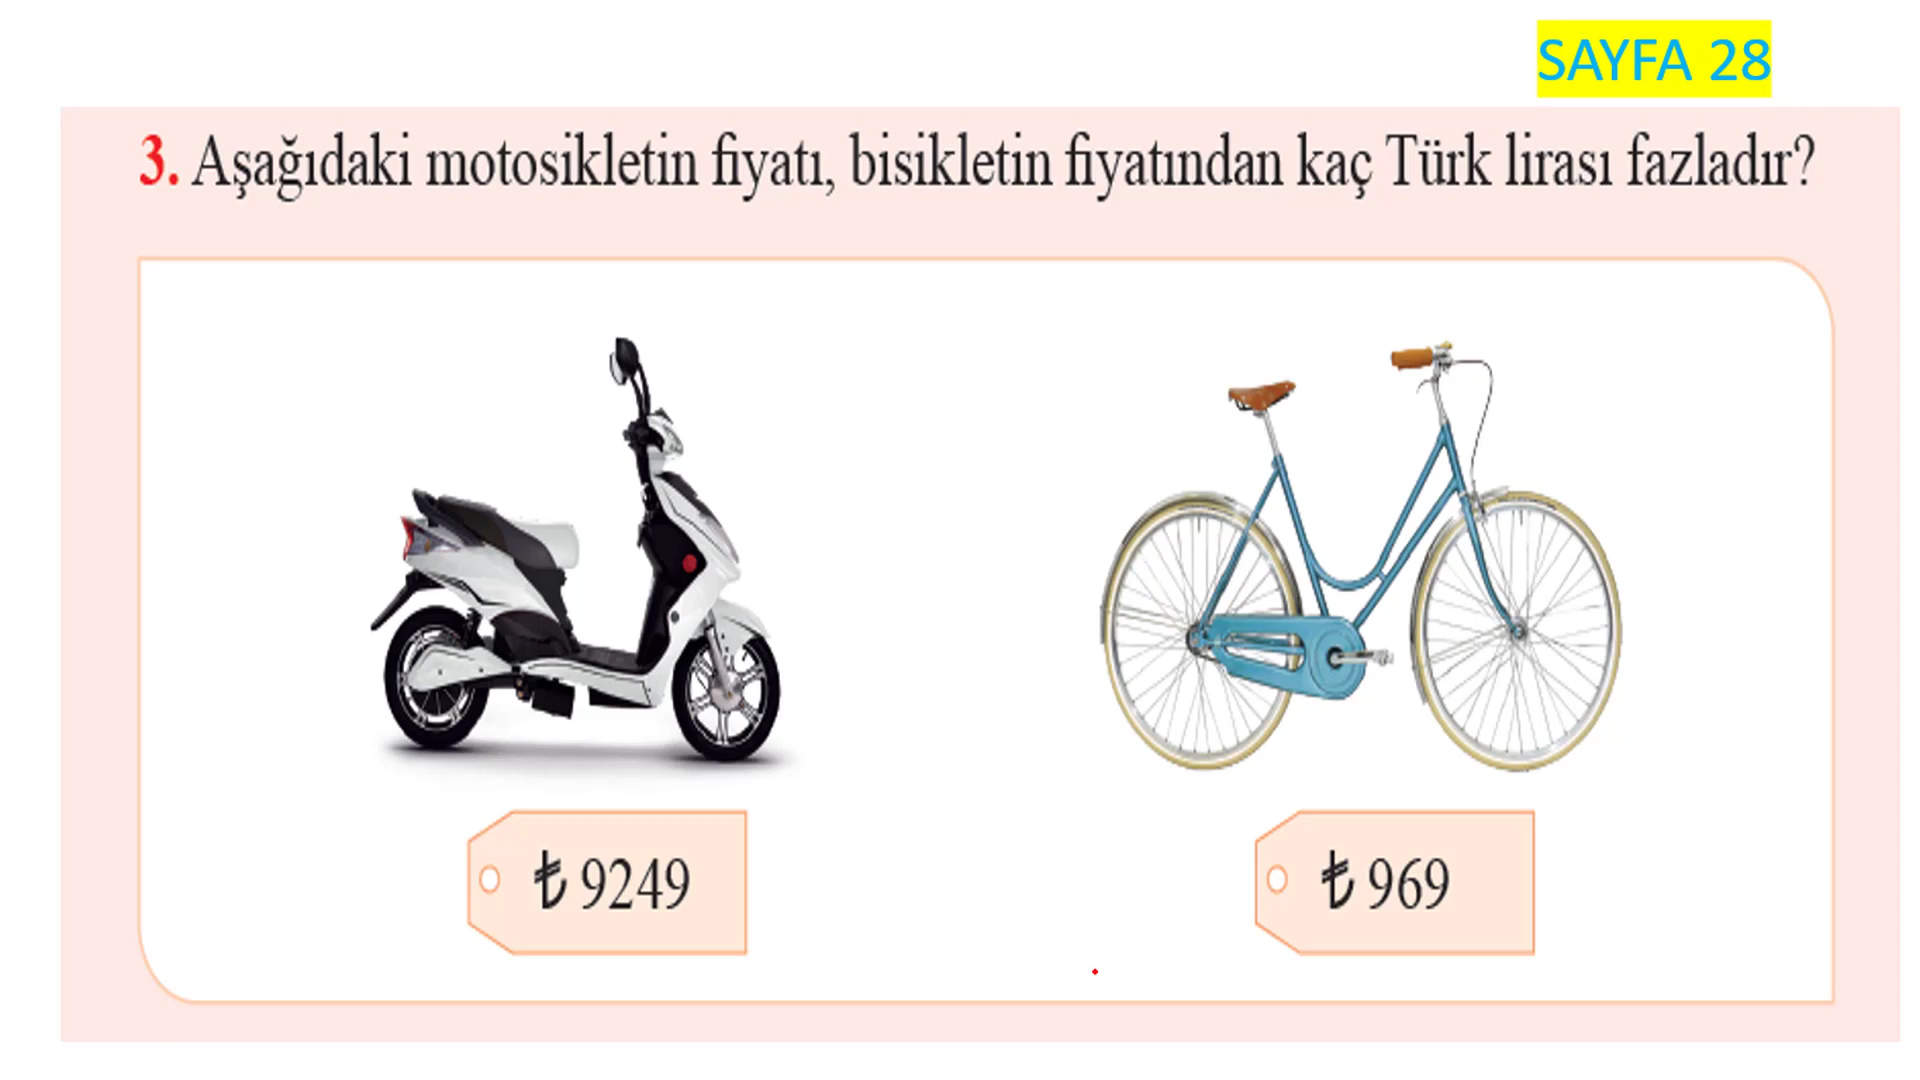 SAYFA 28
3. Aşağıdaki motosikletin fiyatı, bisikletin fiyatından kaç Türk lirası fazladır?
₺ 9249
₺ 969